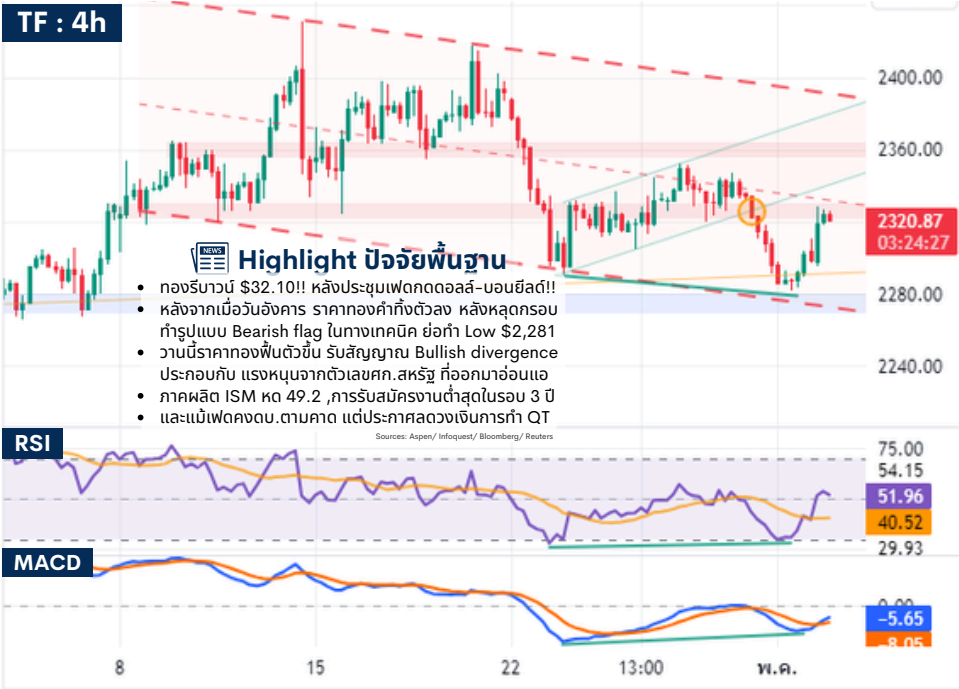 TF : 4h
2400.00
2360.00
2320.87
03:24:27
2280.00
2240.00
NEWS
Highlight ปัจจัยพื้นฐาน
• ทองรีบาวน์ $32.10!! หลังประชุมเฟดกดดอลล์-บอนยีลด์!!
• หลังจากเมื่อวันอังคาร ราคาทองคำทิ้งตัวลง หลังหลุดกรอบ
ทำรูปแบบ Bearish flag ในทางเทคนิค ย่อทำ Low $2,281
• วานนี้ราคาทองฟื้นตัวขึ้น รับสัญญาณ Bullish divergence
ประกอบกับ แรงหนุนจากตัวเลขศก.สหรัฐ ที่ออกมาอ่อนแอ
• ภาคผลิต ISM หด 49.2 ,การรับสมัครงานต่ำสุดในรอบ 3 ปี
• และแม้เฟดคงดบ.ตามคาด แต่ประกาศลดวงเงินการทำ QT
Sources: Aspen/ Infoquest/ Bloomberg/ Reuters
RSI
75.00
54.15
51.96
40.52
29.93
MACD
0.00
−5.65
−8.05
8
15
22
13:00
พ.ค.